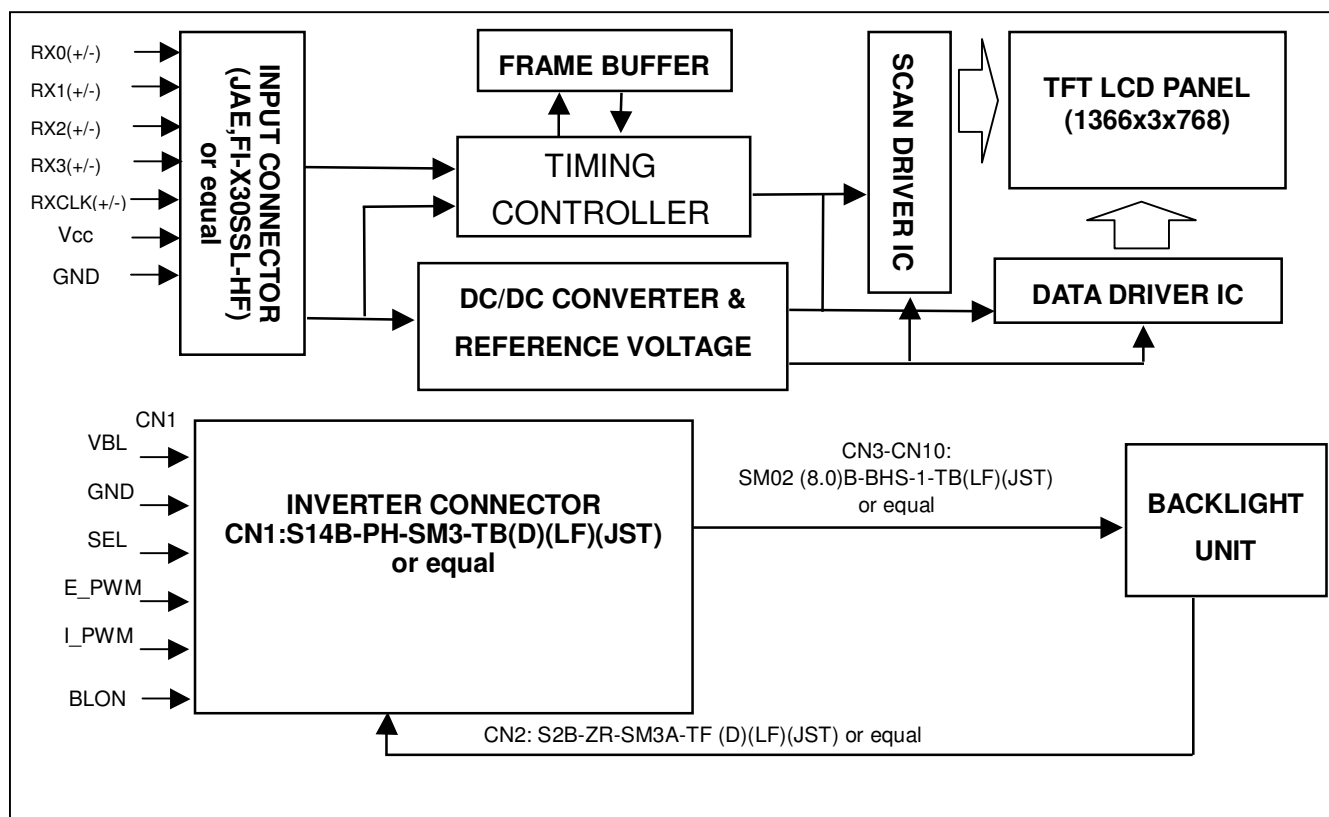 RX0(+/-)
RX1(+/-)
RX2(+/-)
RX3(+/-)
RXCLK(+/-)
Vcc
GND
INPUT CONNECTOR
(JAE,FI-X30SSL-HF)
or equal
FRAME BUFFER
TIMING
CONTROLLER
DC/DC CONVERTER &
REFERENCE VOLTAGE
SCAN DRIVER IC
TFT LCD PANEL
(1366x3x768)
DATA DRIVER IC
CN1
VBL
GND
SEL
E_PWM
I_PWM
BLON
INVERTER CONNECTOR
CN1:S14B-PH-SM3-TB(D)(LF)(JST)
or equal
CN3-CN10:
SM02 (8.0)B-BHS-1-TB(LF)(JST)
or equal
BACKLIGHT
UNIT
CN2: S2B-ZR-SM3A-TF (D)(LF)(JST) or equal